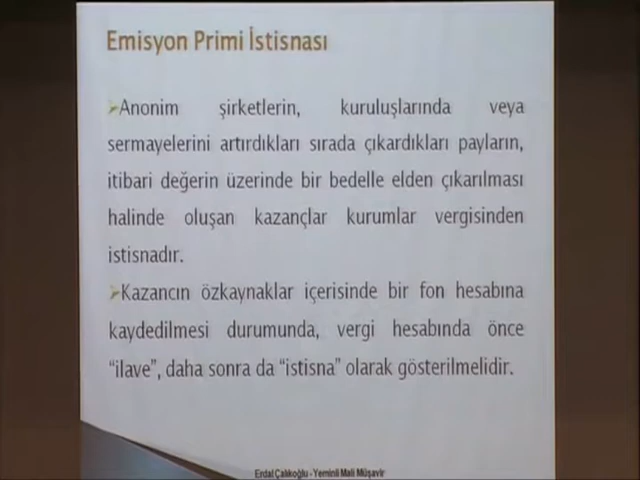 Emisyon Primi İstisnası
➢Anonim şirketlerin, kuruluşlarında veya
sermayelerini artırdıkları sırada çıkardıkları payların,
itibari değerin üzerinde bir bedelle elden çıkarılması
halinde oluşan kazançlar kurumlar vergisinden
istisnadır.
➢Kazancın özkaynaklar içerisinde bir fon hesabına
kaydedilmesi durumunda, vergi hesabında önce
“ilave”, daha sonra da “istisna” olarak gösterilmelidir.
Erdal Çalıkoğlu - Yeminli Mali Müşavir